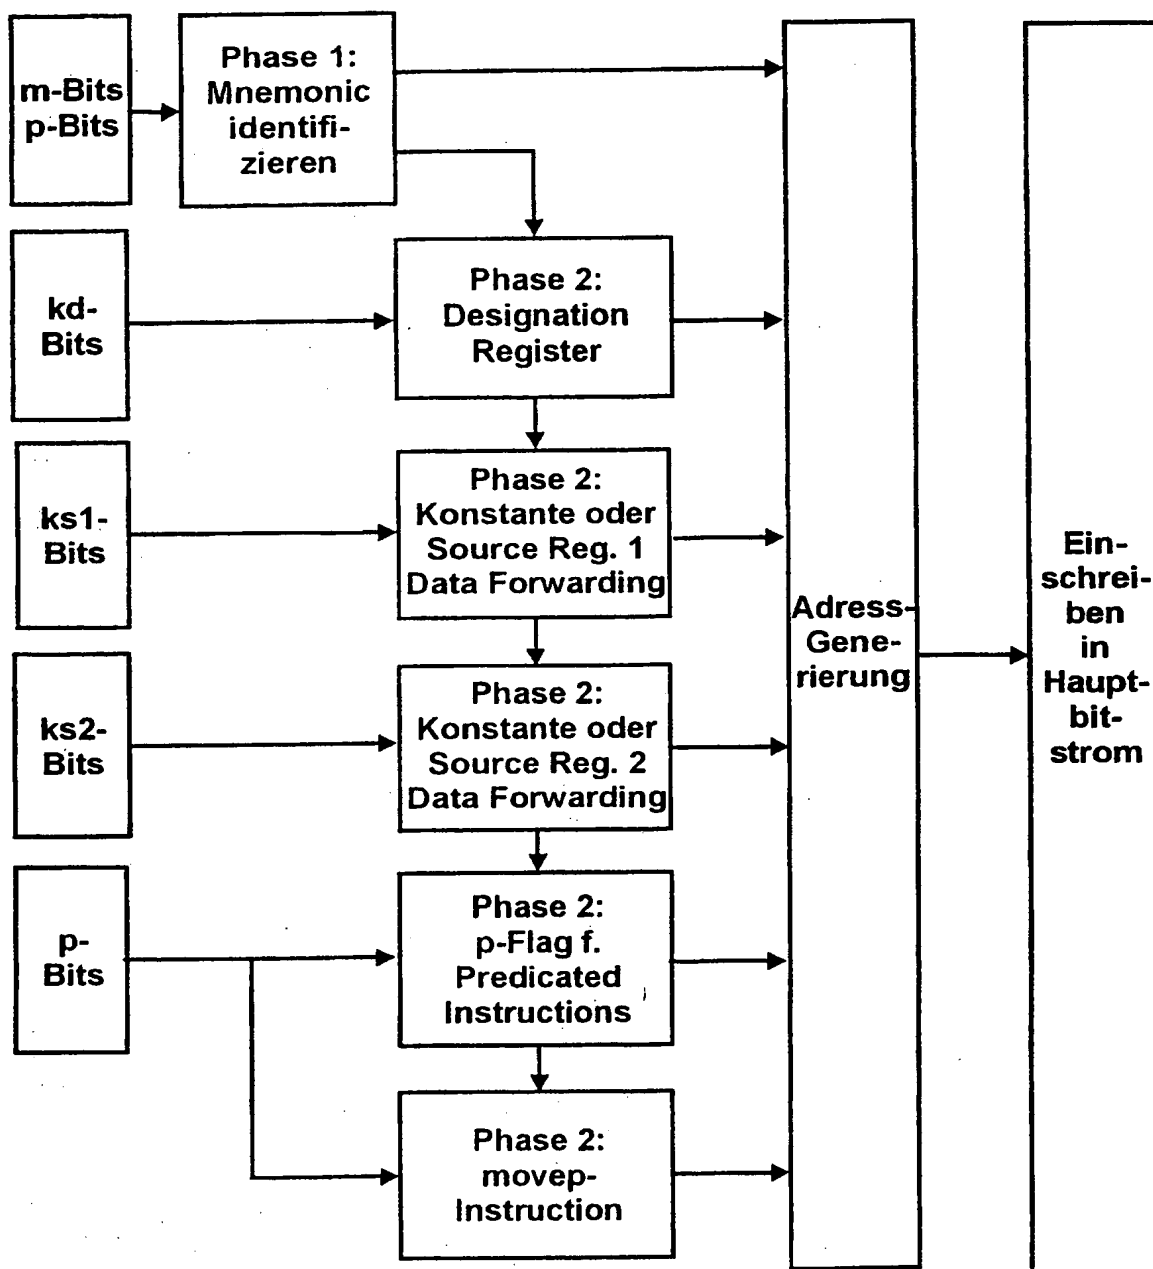 m-Bits
p-Bits
Phase 1:
Mnemonic
identifi-
zieren
kd-
Bits
Phase 2:
Designation
Register
ks1-
Bits
Phase 2:
Konstante oder
Source Reg. 1
Data Forwarding
ks2-
Bits
Phase 2:
Konstante oder
Source Reg. 2
Data Forwarding
p-
Bits
Phase 2:
p-Flag f.
Predicated
Instructions
Phase 2:
movep-
Instruction
Adress-
Gene-
rierung
Ein-
schrei-
ben
in
Haupt-
bit-
strom